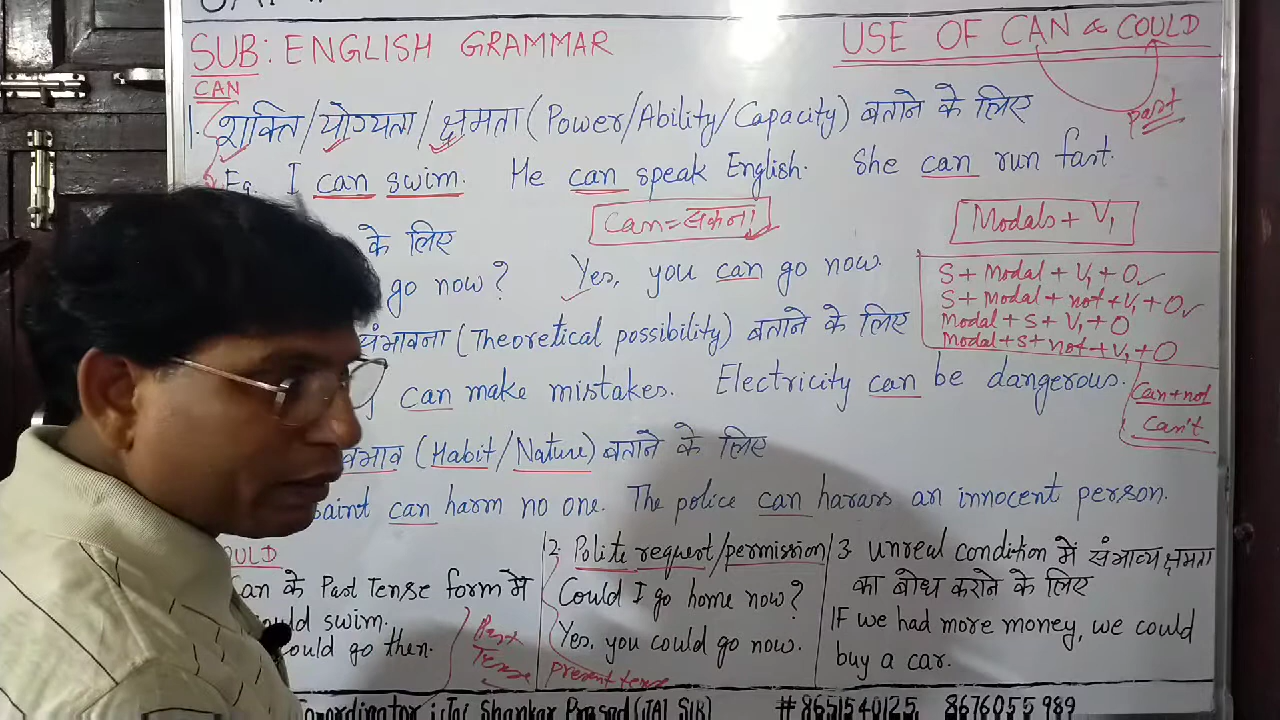 SUB: ENGLISH GRAMMAR
USE OF CAN & COULD
CAN
past
1. शक्ति/योग्यता/क्षमता (Power/Ability/Capacity) बताने के लिए
Eg. I can swim. He can speak English. She can run fast.
Can = सकना
Modals + V1
के लिए
go now? Yes, you can go now.
S + Modal + V1 + O
S + Modal + not + V1 + O
Modal + S + V1 + O
Modal + S + not + V1 + O
संभावना (Theoretical possibility) बताने के लिए
can make mistakes. Electricity can be dangerous.
Can + not
Can't
(Habit/Nature) बताने के लिए
saint can harm no one. The police can harass an innocent person.
2. Polite request/permission
Could I go home now?
Yes, you could go now.
Present tense
3. unreal condition में संभाव्य क्षमता
का बोध कराने के लिए
IF we had more money, we could
buy a car.
Can के Past Tense form में
could swim.
could go then.
Past
Tense
Co-ordinator : Jai Shankar Prasad (JAI SIR) # 8651540125, 8676055989